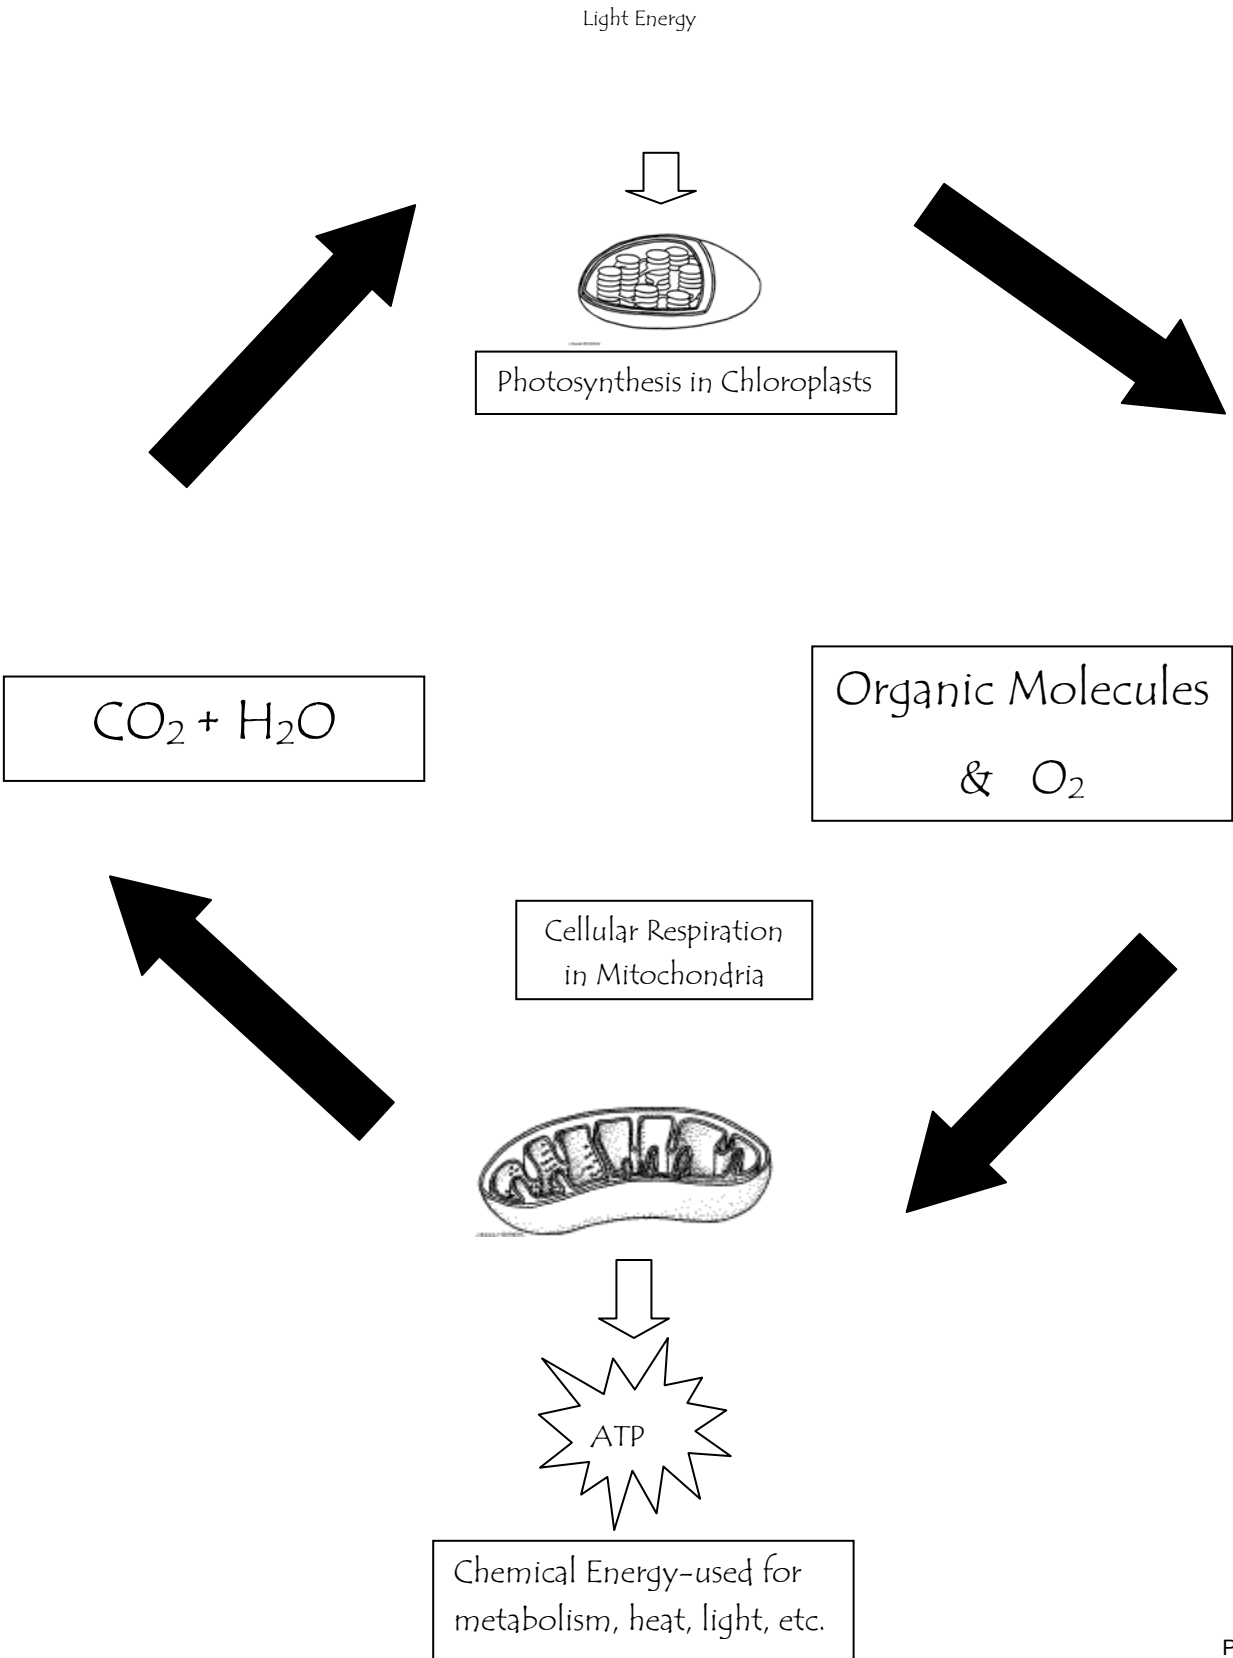 Light Energy
Photosynthesis in Chloroplasts
CO₂ + H₂O
Organic Molecules
& O₂
Cellular Respiration
in Mitochondria
ATP
Chemical Energy-used for
metabolism, heat, light, etc.
P